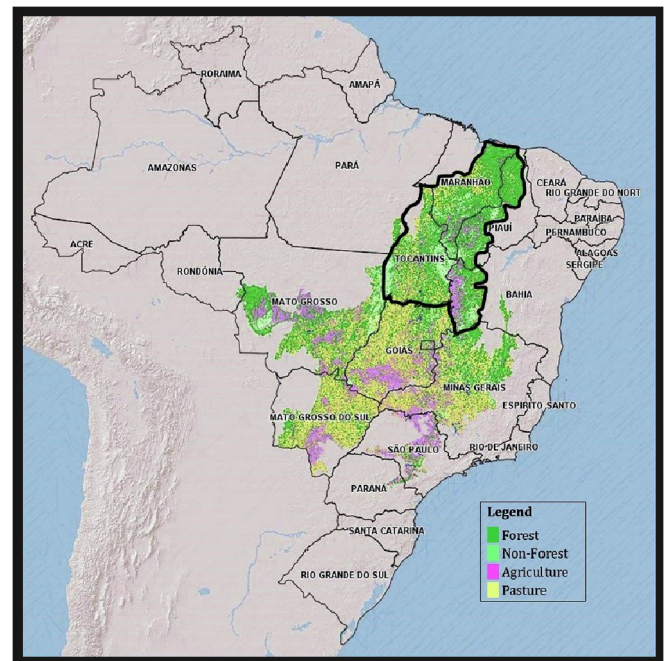 RORAIMA
AMAPÁ
AMAZONAS
PARÁ
MARANHÃO
CEARÁ
RIO GRANDE DO NORT
PARAÍBA
PIAUÍ
PERNAMBUCO
ACRE
ALAGOAS
TOCANTINS
SERGIPE
RONDÔNIA
BAHIA
MATO GROSSO
GOIÁS
MINAS GERAIS
ESPIRITO SANTO
MATO GROSSO DO SUL
SÃO PAULO
RIO DE JANEIRO
PARANÁ
SANTA CATARINA
RIO GRANDE DO SUL
Legend
Forest
Non-Forest
Agriculture
Pasture